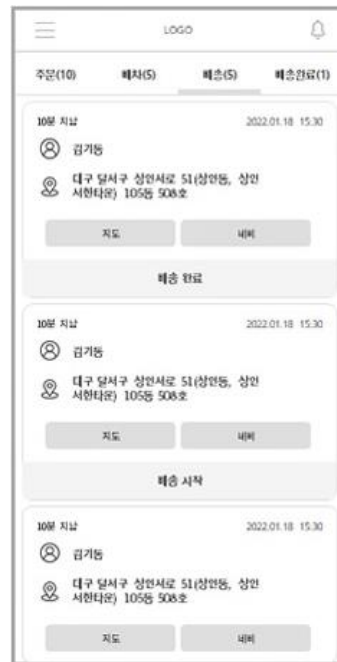 LOGO
주문(10) 배차(5) 배송(5) 배송완료(1)
10분 지남 2022.01.18 15:30
김기동
대구 달서구 상인서로 51(상인동, 상인
서한타운) 105동 508호
지도 네비
배송 완료
10분 지남 2022.01.18 15:30
김기동
대구 달서구 상인서로 51(상인동, 상인
서한타운) 105동 508호
지도 네비
배송 시작
10분 지남 2022.01.18 15:30
김기동
대구 달서구 상인서로 51(상인동, 상인
서한타운) 105동 508호
지도 네비